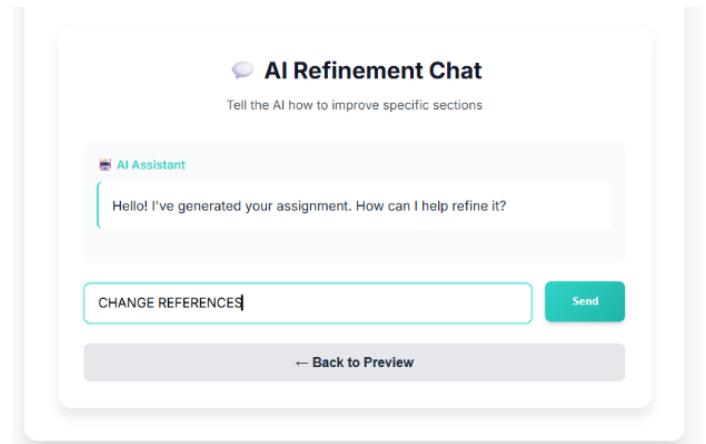 AI Refinement Chat
Tell the AI how to improve specific sections
AI Assistant
Hello! I've generated your assignment. How can I help refine it?
CHANGE REFERENCES
Send
← Back to Preview